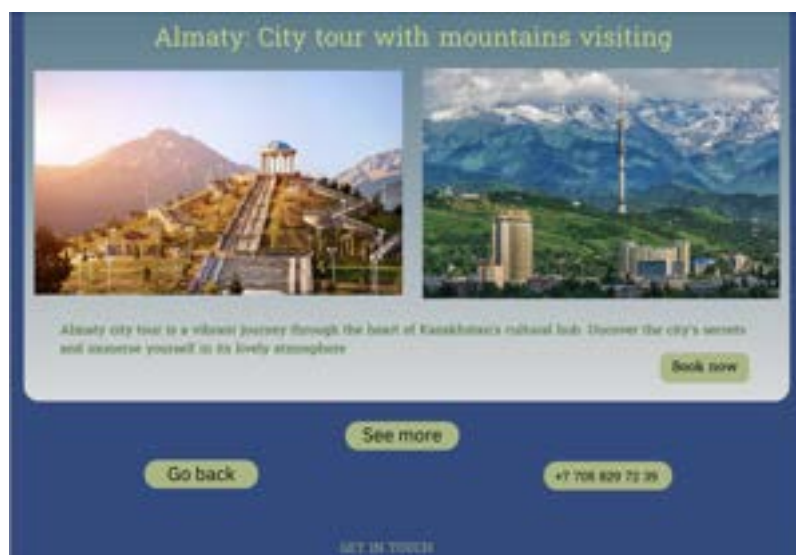 Almaty: City tour with mountains visiting
Almaty city tour is a vibrant journey through the heart of Kazakhstan's cultural hub. Discover the city's secrets
and immerse yourself in its lively atmosphere
Book now
See more
Go back
+7 705 829 72 39
GET IN TOUCH